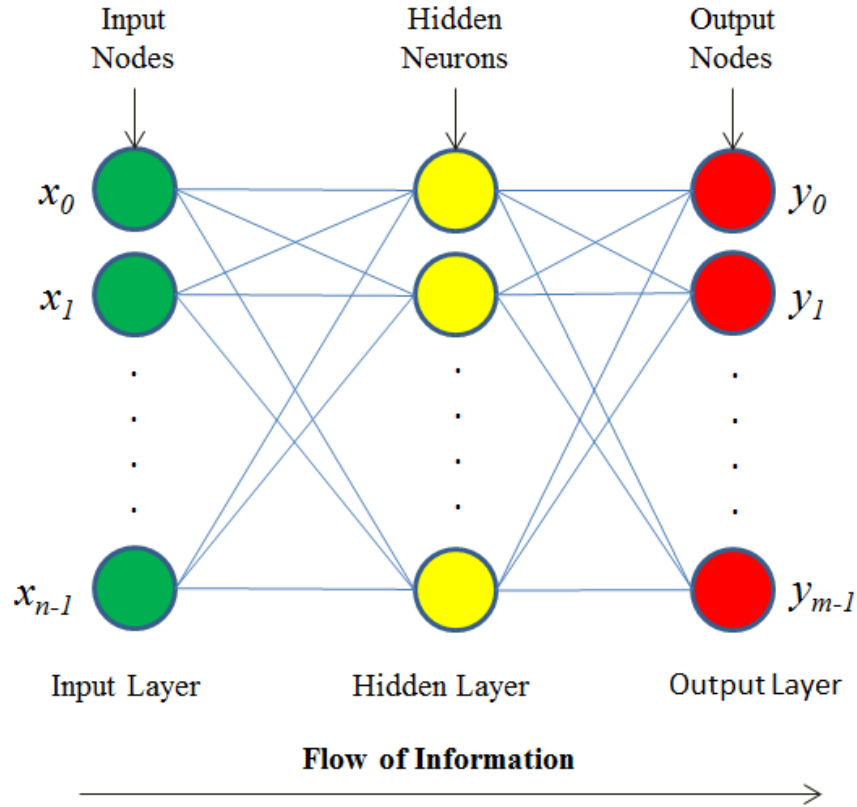 Input
Nodes
Hidden
Neurons
Output
Nodes
x0
y0
x1
y1
xn-1
ym-1
Input Layer
Hidden Layer
Output Layer
Flow of Information